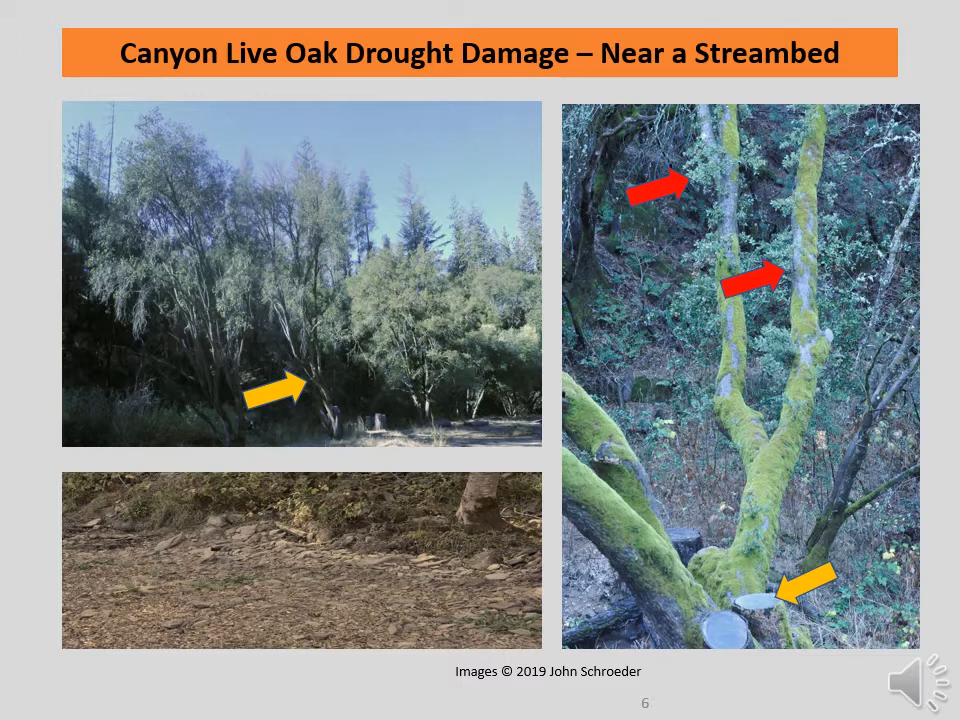 Canyon Live Oak Drought Damage – Near a Streambed
Images © 2019 John Schroeder
6